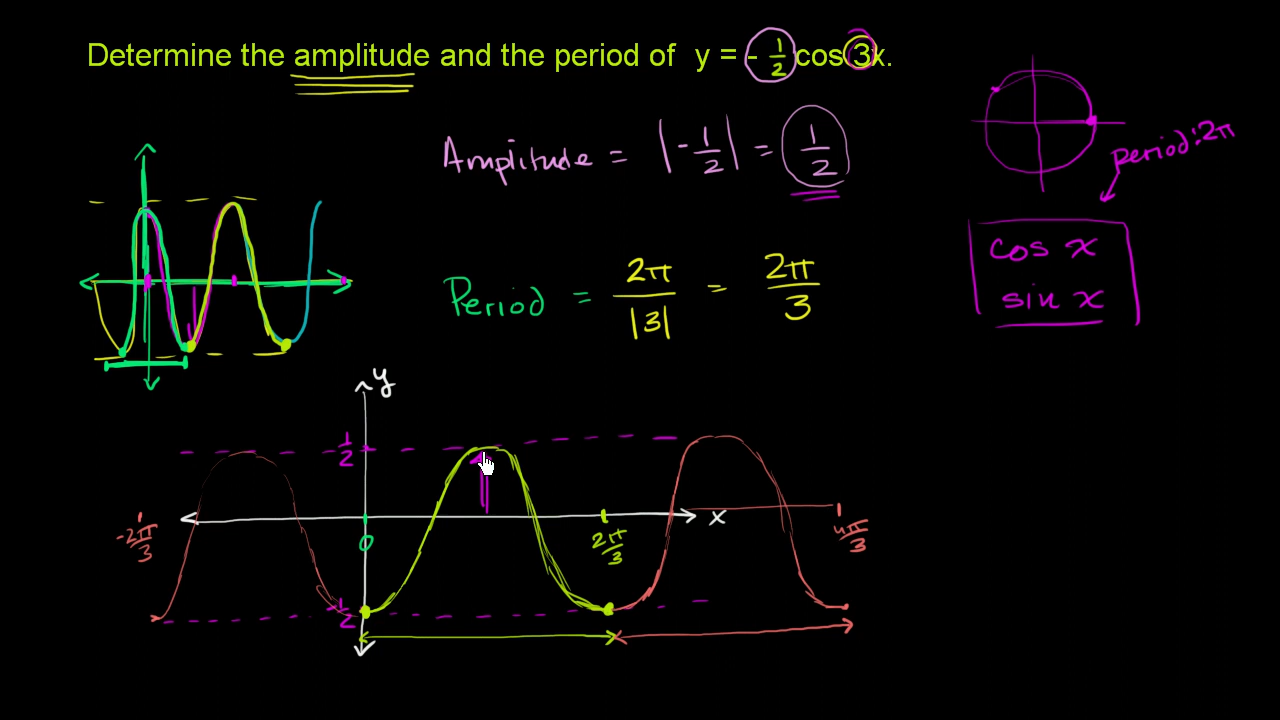 Determine the amplitude and the period of y = - 1/2 cos 3x.
Amplitude = |-1/2| = 1/2
period: 2π
cos x
sin x
Period = 2π/|3| = 2π/3
y
1/2
x
-2π/3
0
2π/3
4π/3
-1/2